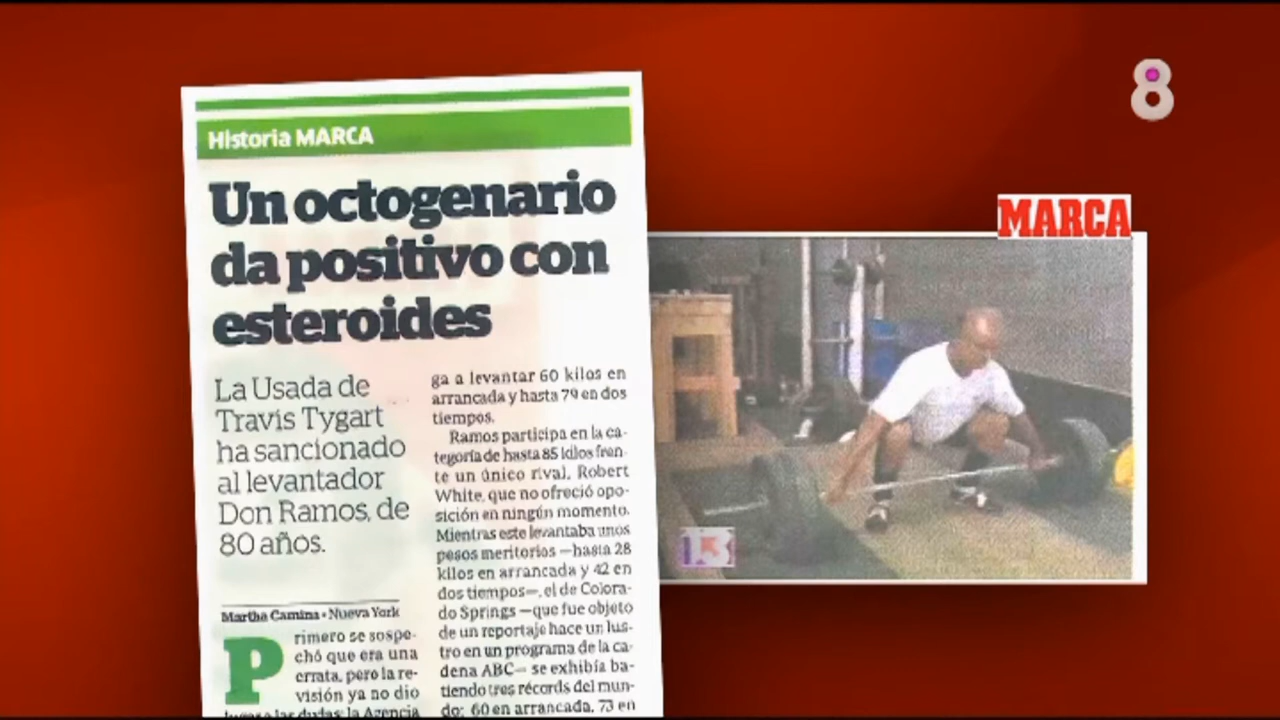 8
Historia MARCA
Un octogenario
da positivo con
esteroides
La Usada de
Travis Tygart
ha sancionado
al levantador
Don Ramos, de
80 años.
Martha Camina • Nueva York
Primero se sospe-
chó que era una
errata, pero la re-
visión ya no dio
lugar a las dudas: la Agencia
ga a levantar 60 kilos en
arrancada y hasta 79 en dos
tiempos.
Ramos participa en la ca-
tegoría de hasta 85 kilos fren-
te un único rival, Robert
White, que no ofreció opo-
sición en ningún momento.
Mientras este levantaba unos
pesos meritorios —hasta 28
kilos en arrancada y 42 en
dos tiempos—, el de Colora-
do Springs —que fue objeto
de un reportaje hace un lus-
tro en un programa de la ca-
dena ABC— se exhibía ba-
tiendo tres récords del mun-
do: 60 en arrancada, 73 en
MARCA
13